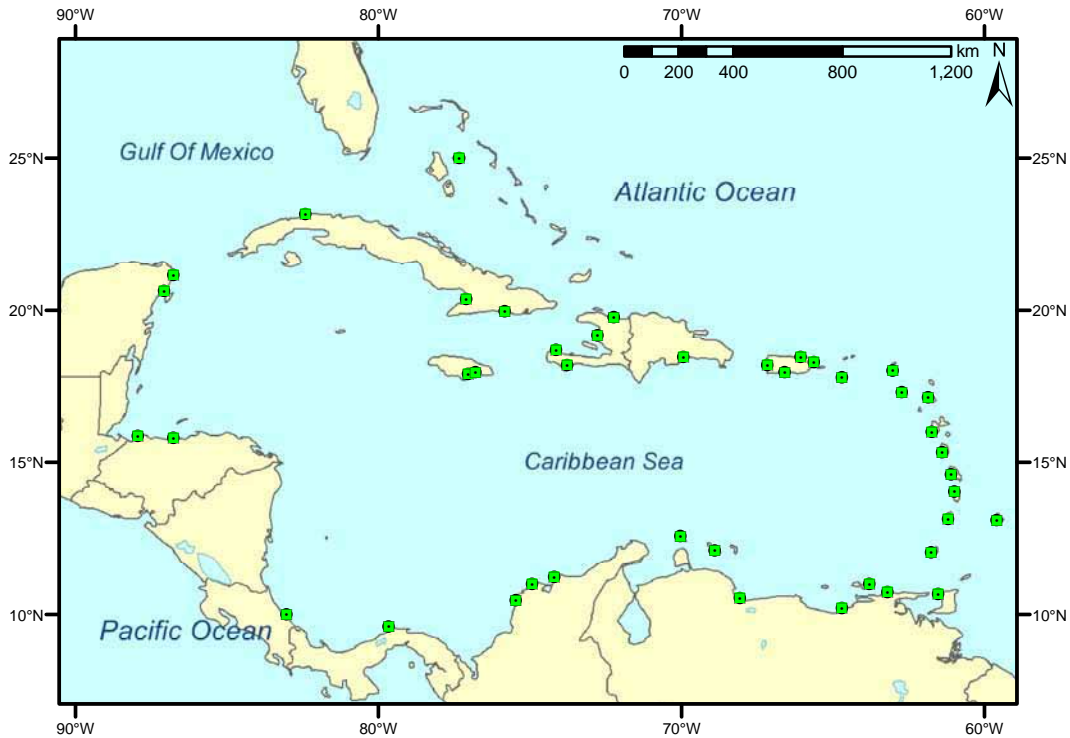 90°W 80°W 70°W 60°W
km N
0 200 400 800 1,200
25°N Gulf Of Mexico 25°N
Atlantic Ocean
20°N 20°N
15°N Caribbean Sea 15°N
10°N 10°N
Pacific Ocean
90°W 80°W 70°W 60°W